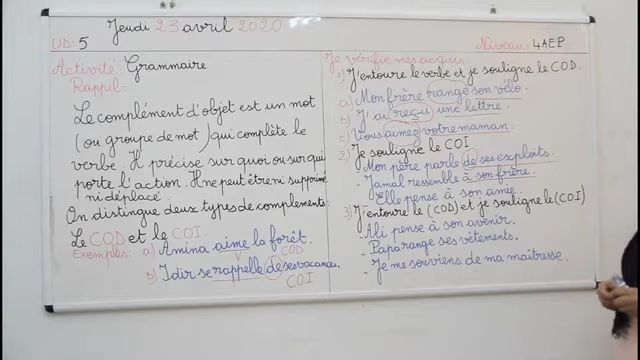 Jeudi 23 avril 2020
UD: 5
Niveau: 4AEP
Activité: Grammaire
Rappel:
Le complément d'objet est un mot
(ou groupe de mot) qui complète le
verbe. Il précise sur quoi ou sur qui
porte l'action. Il ne peut être ni supprimé
ni déplacé.
On distingue deux types de complements:
Le COD et le COI.
Exemples: a) Amina aime la forêt.
V COD
b) Idir se rappelle de ses vacances.
COI
Je vérifie mes acquis:
1) J'entoure le verbe et je souligne le COD.
a) Mon frère range son vélo.
b) J'ai reçu une lettre.
c) Vous aimez votre maman.
2) Je souligne le COI
Mon père parle de ses exploits.
- Jamal ressemble à son frère.
- Elle pense à son amie.
3) J'entoure le (COD) et je souligne le (COI)
- Ali pense à son avenir.
- Papa range ses vêtements.
- Je me souviens de ma maîtresse.